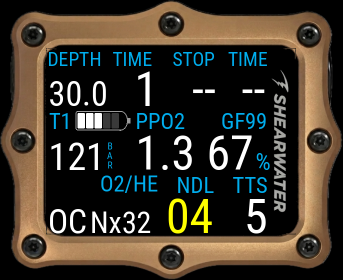 DEPTH TIME STOP TIME
30.0 1 -- --
T1 PPO2 GF99
121 BAR 1.3 67%
O2/HE NDL TTS
OC Nx32 04 5
SHEARWATER